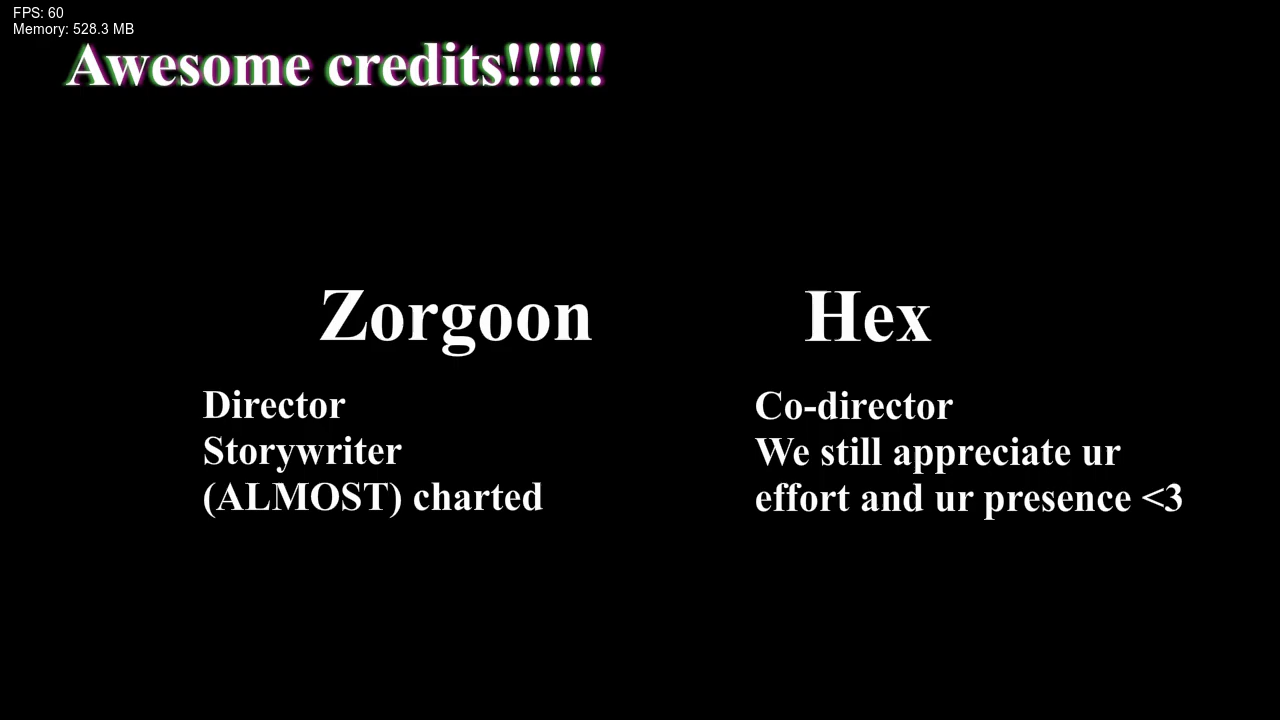 FPS: 60
Memory: 528.3 MB
Awesome credits!!!!!
Zorgoon
Director
Storywriter
(ALMOST) charted
Hex
Co-director
We still appreciate ur
effort and ur presence <3